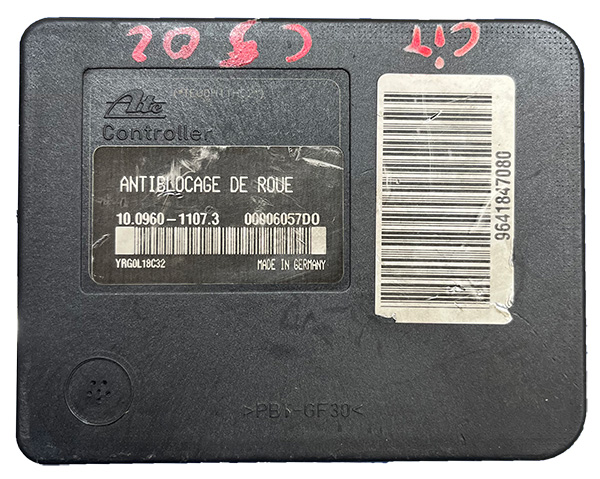 CiT
C5 02
Ate
Controller
ANTIBLOCAGE DE ROUE
10.0960-1107.3 00006057D0
YRG0L18C32 MADE IN GERMANY
9641847080
>PBT-GF30<